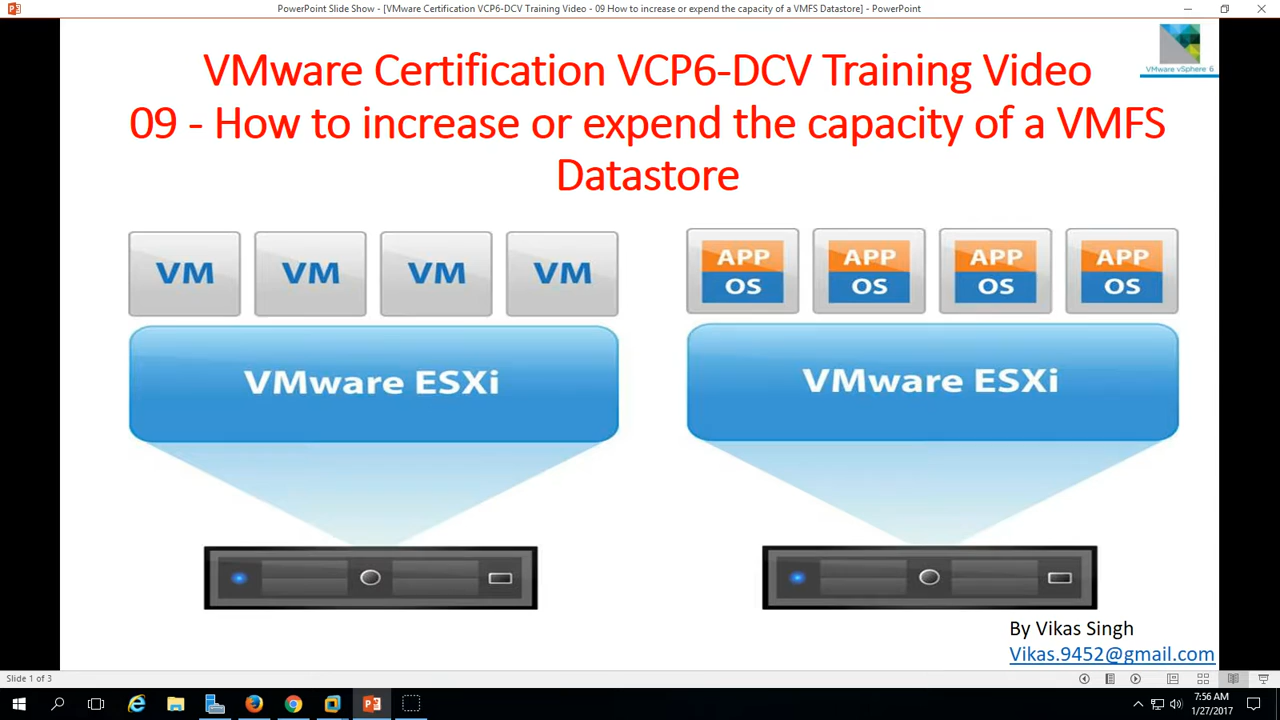 PowerPoint Slide Show - [VMware Certification VCP6-DCV Training Video - 09 How to increase or expend the capacity of a VMFS Datastore] - PowerPoint
VMware vSphere 6
VMware Certification VCP6-DCV Training Video
09 - How to increase or expend the capacity of a VMFS
Datastore
VM VM VM VM
APP APP APP APP
OS OS OS OS
VMware ESXi
VMware ESXi
By Vikas Singh
Vikas.9452@gmail.com
Slide 1 of 3
7:56 AM
1/27/2017